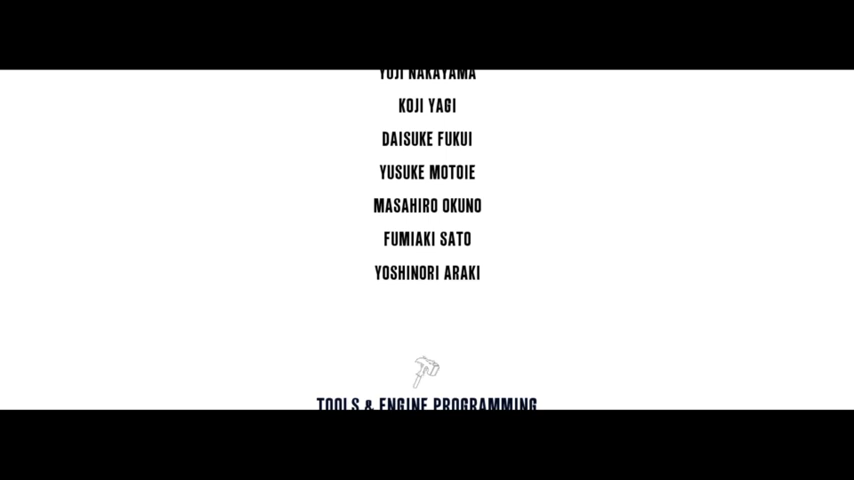 YUJI NAKAYAMA
KOJI YAGI
DAISUKE FUKUI
YUSUKE MOTOIE
MASAHIRO OKUNO
FUMIAKI SATO
YOSHINORI ARAKI
TOOLS & ENGINE PROGRAMMING